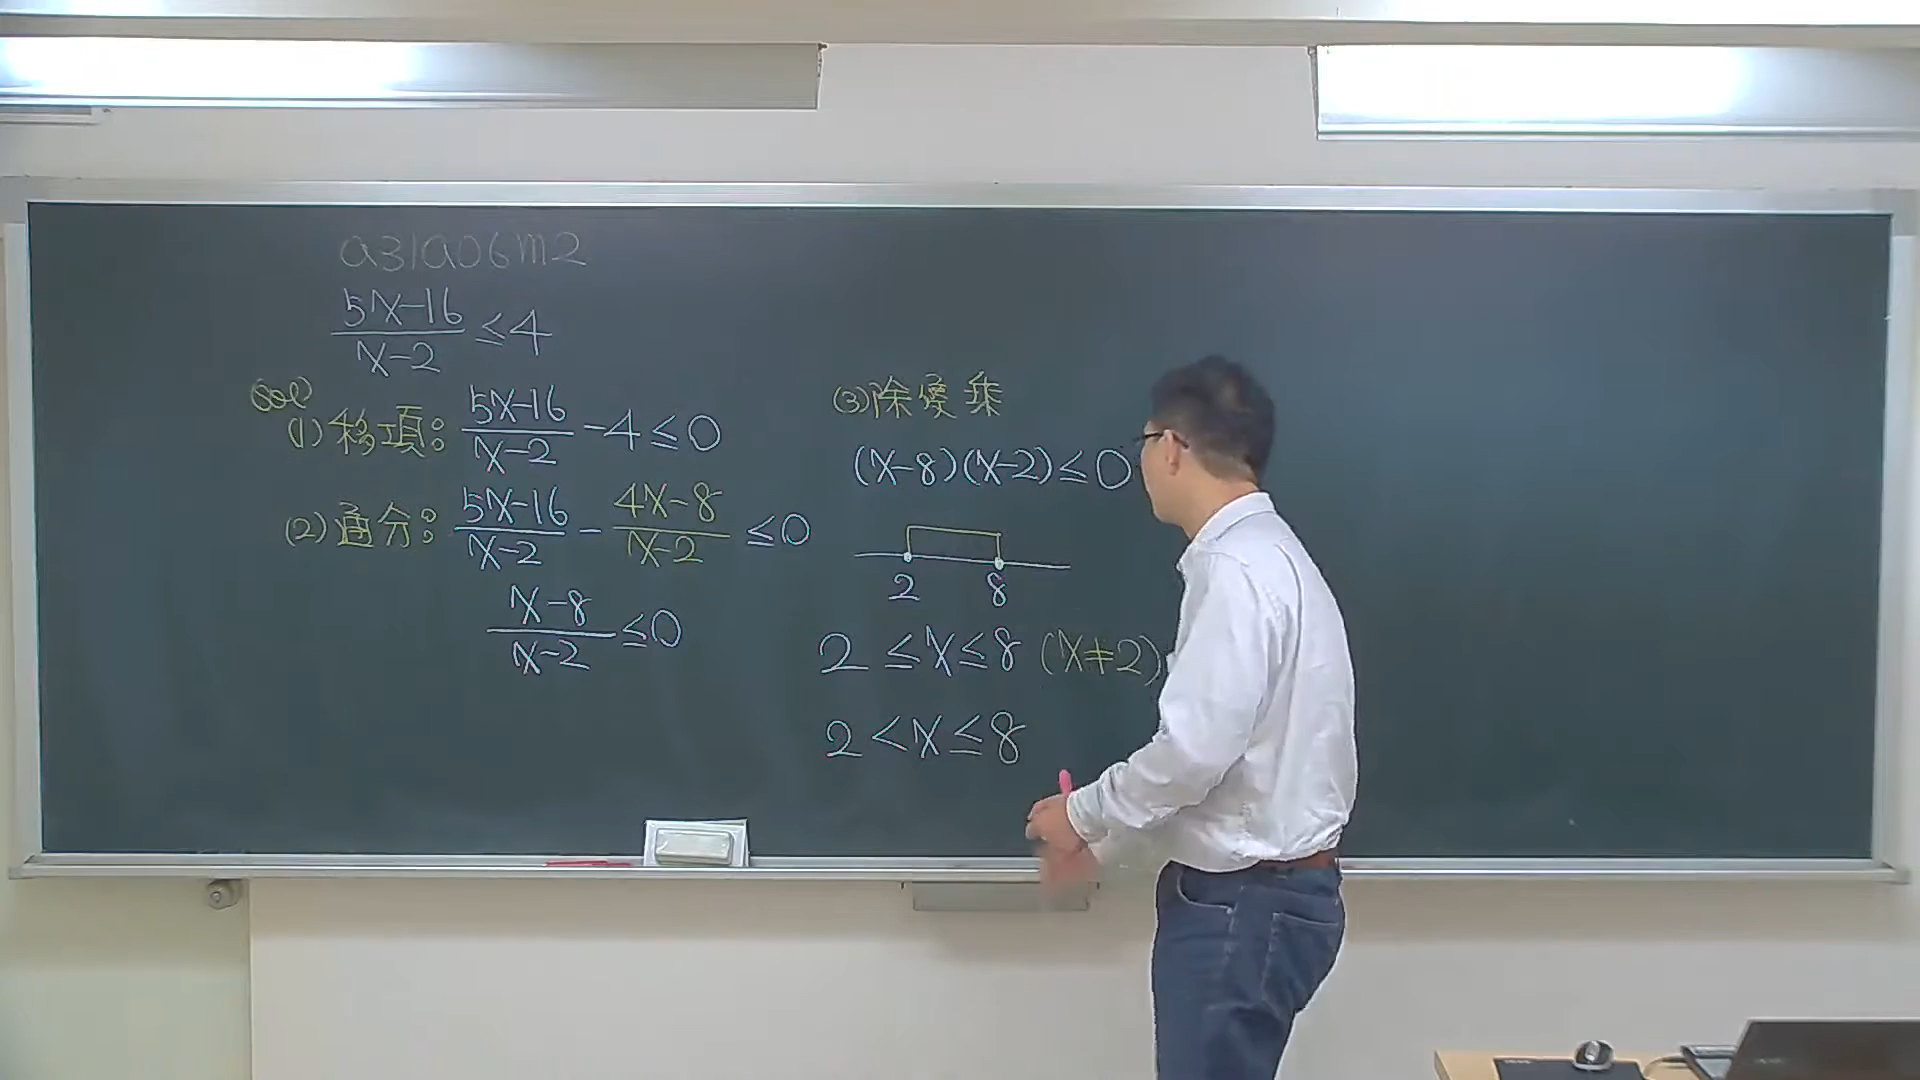 a31a06m2
(5x-16)/(x-2) ≤ 4
(sol)
(1) 移項: (5x-16)/(x-2) - 4 ≤ 0
(2) 通分: (5x-16)/(x-2) - (4x-8)/(x-2) ≤ 0
(x-8)/(x-2) ≤ 0
(3) 除變乘
(x-8)(x-2) ≤ 0
2 8
2 ≤ x ≤ 8 (x≠2)
2 < x ≤ 8